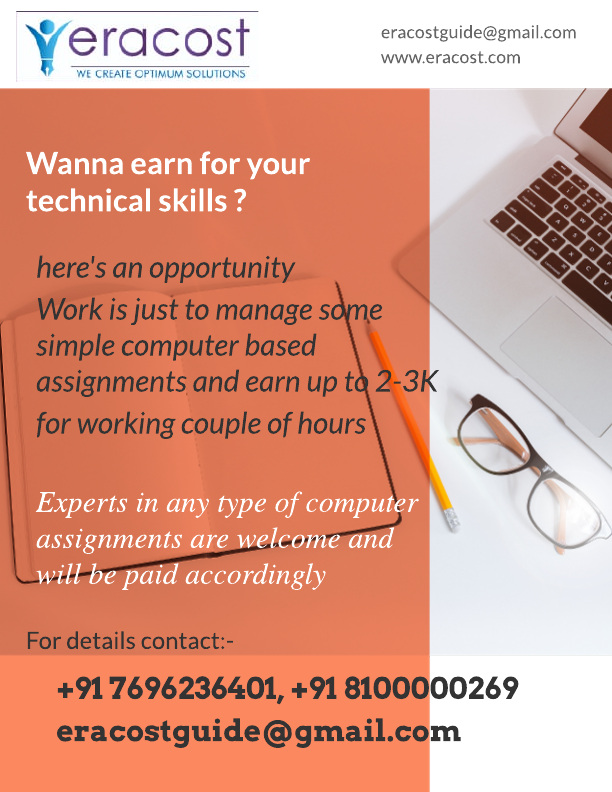 eracost
WE CREATE OPTIMUM SOLUTIONS
eracostguide@gmail.com
www.eracost.com
Wanna earn for your
technical skills ?
here's an opportunity
Work is just to manage some
simple computer based
assignments and earn up to 2-3K
for working couple of hours
Experts in any type of computer
assignments are welcome and
will be paid accordingly
For details contact:-
+91 7696236401, +91 8100000269
eracostguide@gmail.com